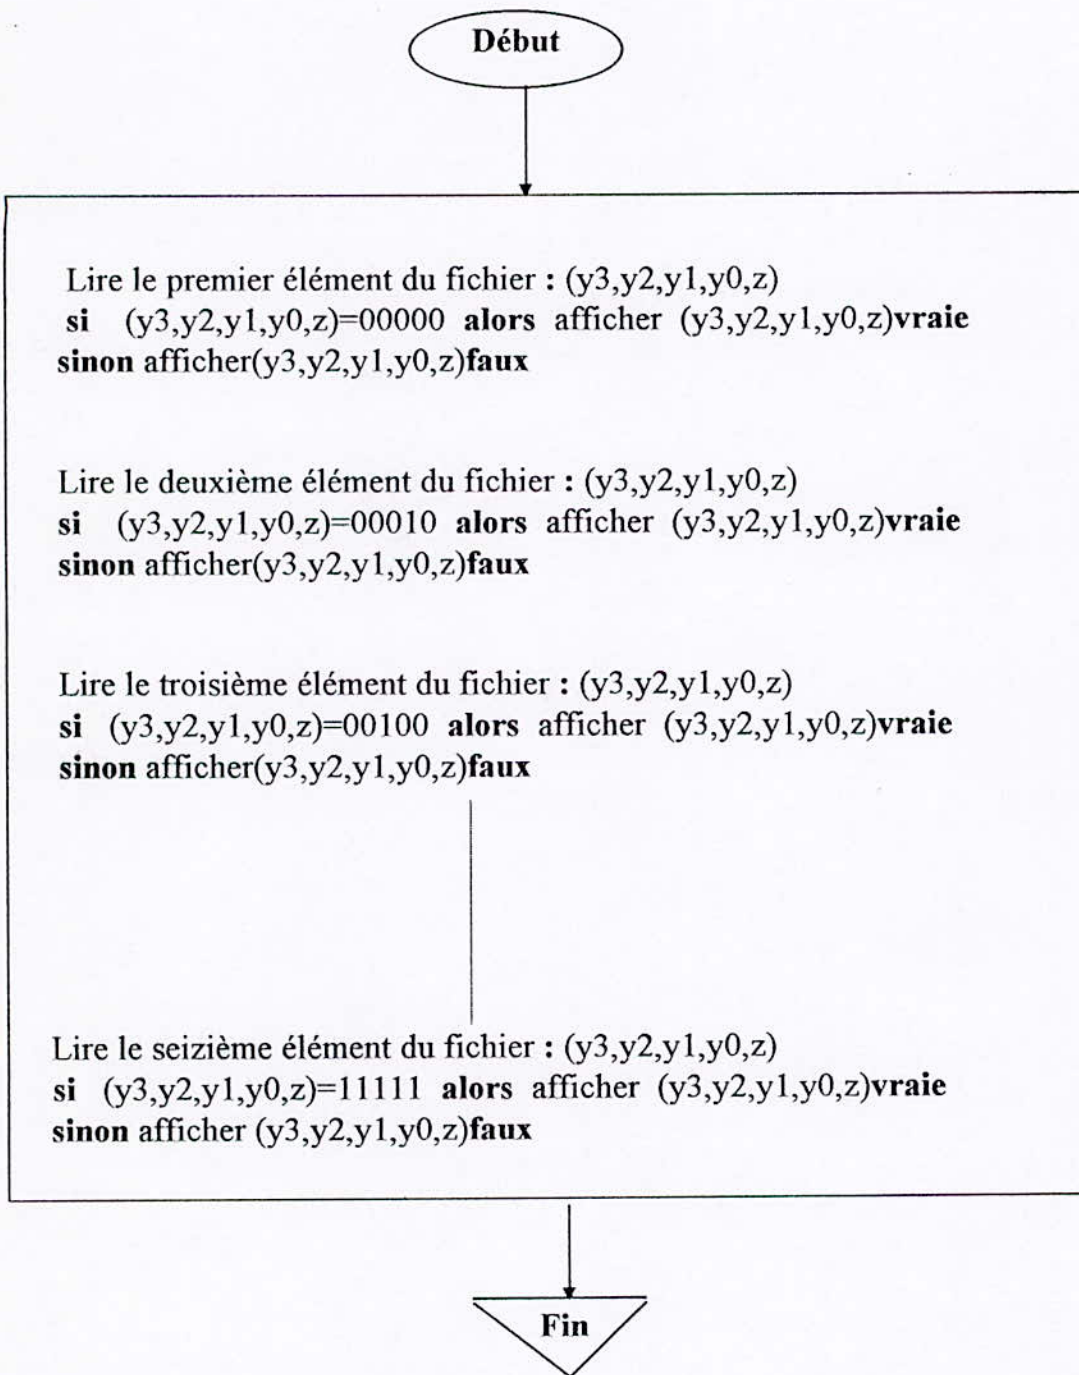 Début
Lire le premier élément du fichier : (y3,y2,y1,y0,z)
si (y3,y2,y1,y0,z)=00000 alors afficher (y3,y2,y1,y0,z)vraie
sinon afficher(y3,y2,y1,y0,z)faux
Lire le deuxième élément du fichier : (y3,y2,y1,y0,z)
si (y3,y2,y1,y0,z)=00010 alors afficher (y3,y2,y1,y0,z)vraie
sinon afficher(y3,y2,y1,y0,z)faux
Lire le troisième élément du fichier : (y3,y2,y1,y0,z)
si (y3,y2,y1,y0,z)=00100 alors afficher (y3,y2,y1,y0,z)vraie
sinon afficher(y3,y2,y1,y0,z)faux
Lire le seizième élément du fichier : (y3,y2,y1,y0,z)
si (y3,y2,y1,y0,z)=11111 alors afficher (y3,y2,y1,y0,z)vraie
sinon afficher (y3,y2,y1,y0,z)faux
Fin